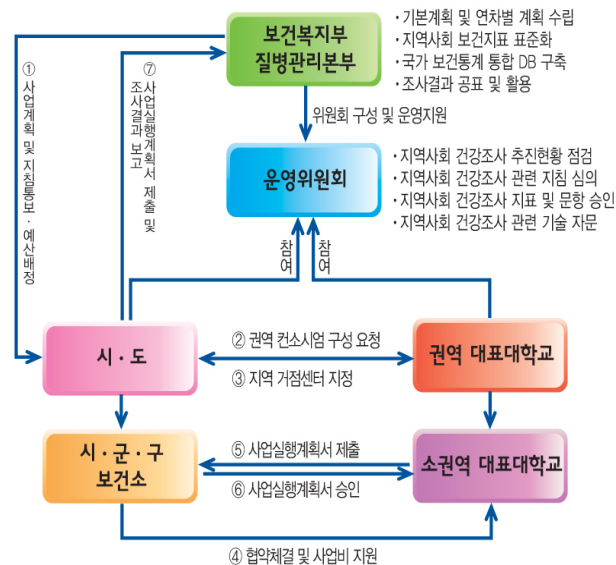 보건복지부
질병관리본부
· 기본계획 및 연차별 계획 수립
· 지역사회 보건지표 표준화
· 국가 보건통계 통합 DB 구축
· 조사결과 공표 및 활용
① 사업계획 및 지침통보 · 예산배정
⑦ 사업실행계획서 제출 및
조사결과 보고
위원회 구성 및 운영지원
운영위원회
· 지역사회 건강조사 추진현황 점검
· 지역사회 건강조사 관련 지침 심의
· 지역사회 건강조사 지표 및 문항 승인
· 지역사회 건강조사 관련 기술 자문
참여
참여
시 · 도
② 권역 컨소시엄 구성 요청
③ 지역 거점센터 지정
권역 대표대학교
시 · 군 · 구
보건소
⑤ 사업실행계획서 제출
⑥ 사업실행계획서 승인
소권역 대표대학교
④ 협약체결 및 사업비 지원